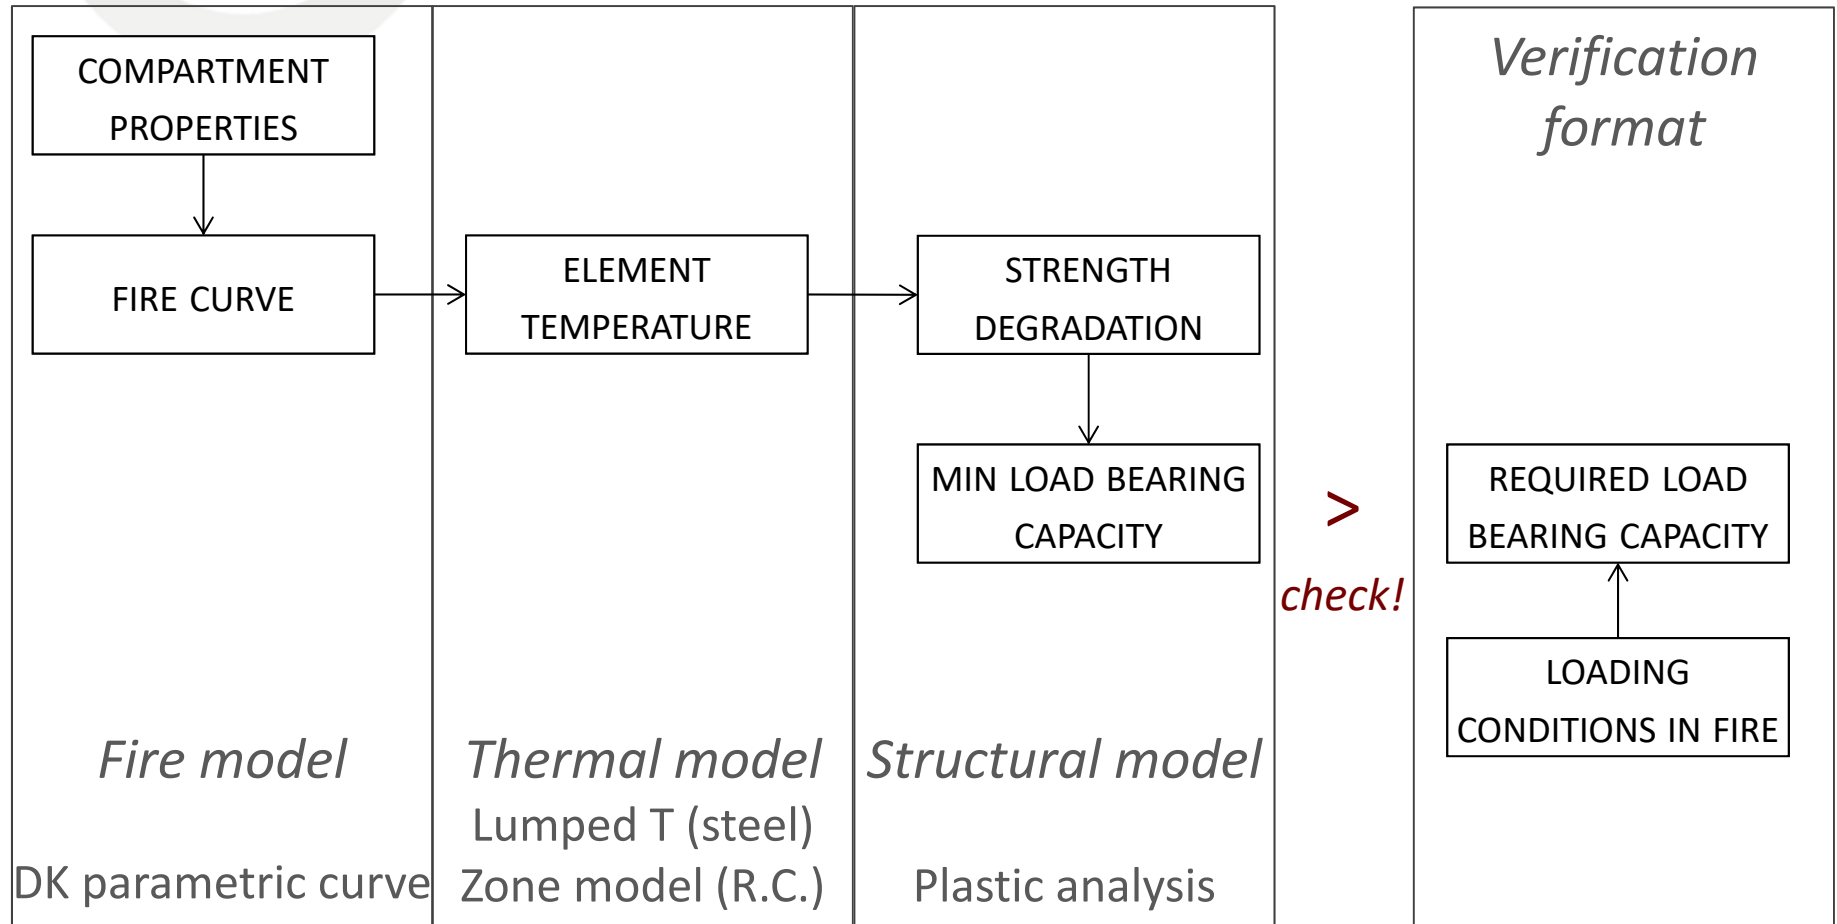 COMPARTMENT
PROPERTIES
FIRE CURVE
Fire model
DK parametric curve
ELEMENT
TEMPERATURE
Thermal model
Lumped T (steel)
Zone model (R.C.)
STRENGTH
DEGRADATION
MIN LOAD BEARING
CAPACITY
Structural model
Plastic analysis
>
check!
Verification
format
REQUIRED LOAD
BEARING CAPACITY
LOADING
CONDITIONS IN FIRE